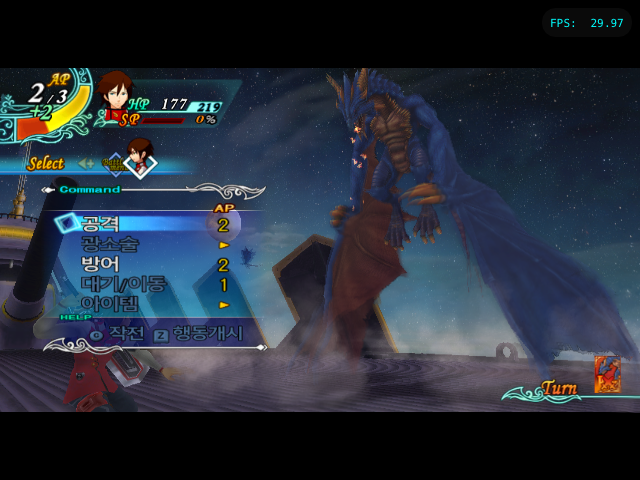 FPS: 29.97
AP
2/3
+2
HP 177 219
SP 0%
Select
Command
AP
공격 2
광소술
방어 2
대기/이동 1
아이템
HELP
작전 Z 행동개시
Turn